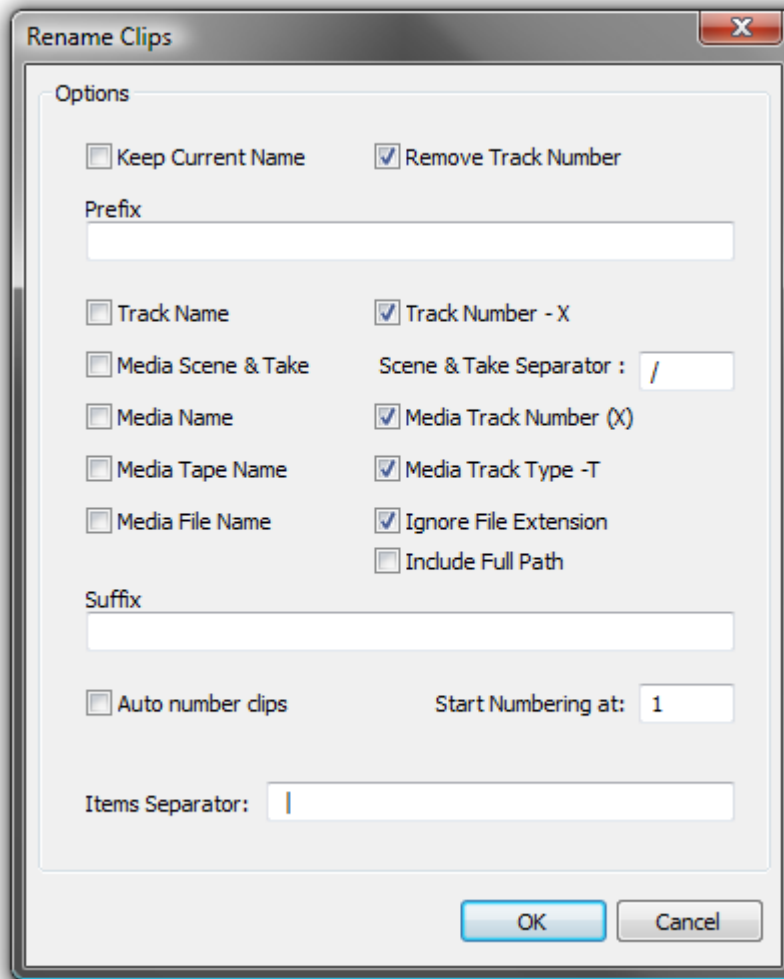 Rename Clips
Options
Keep Current Name Remove Track Number
Prefix
Track Name Track Number - X
Media Scene & Take Scene & Take Separator : /
Media Name Media Track Number (X)
Media Tape Name Media Track Type -T
Media File Name Ignore File Extension
Include Full Path
Suffix
Auto number clips Start Numbering at: 1
Items Separator:
OK Cancel